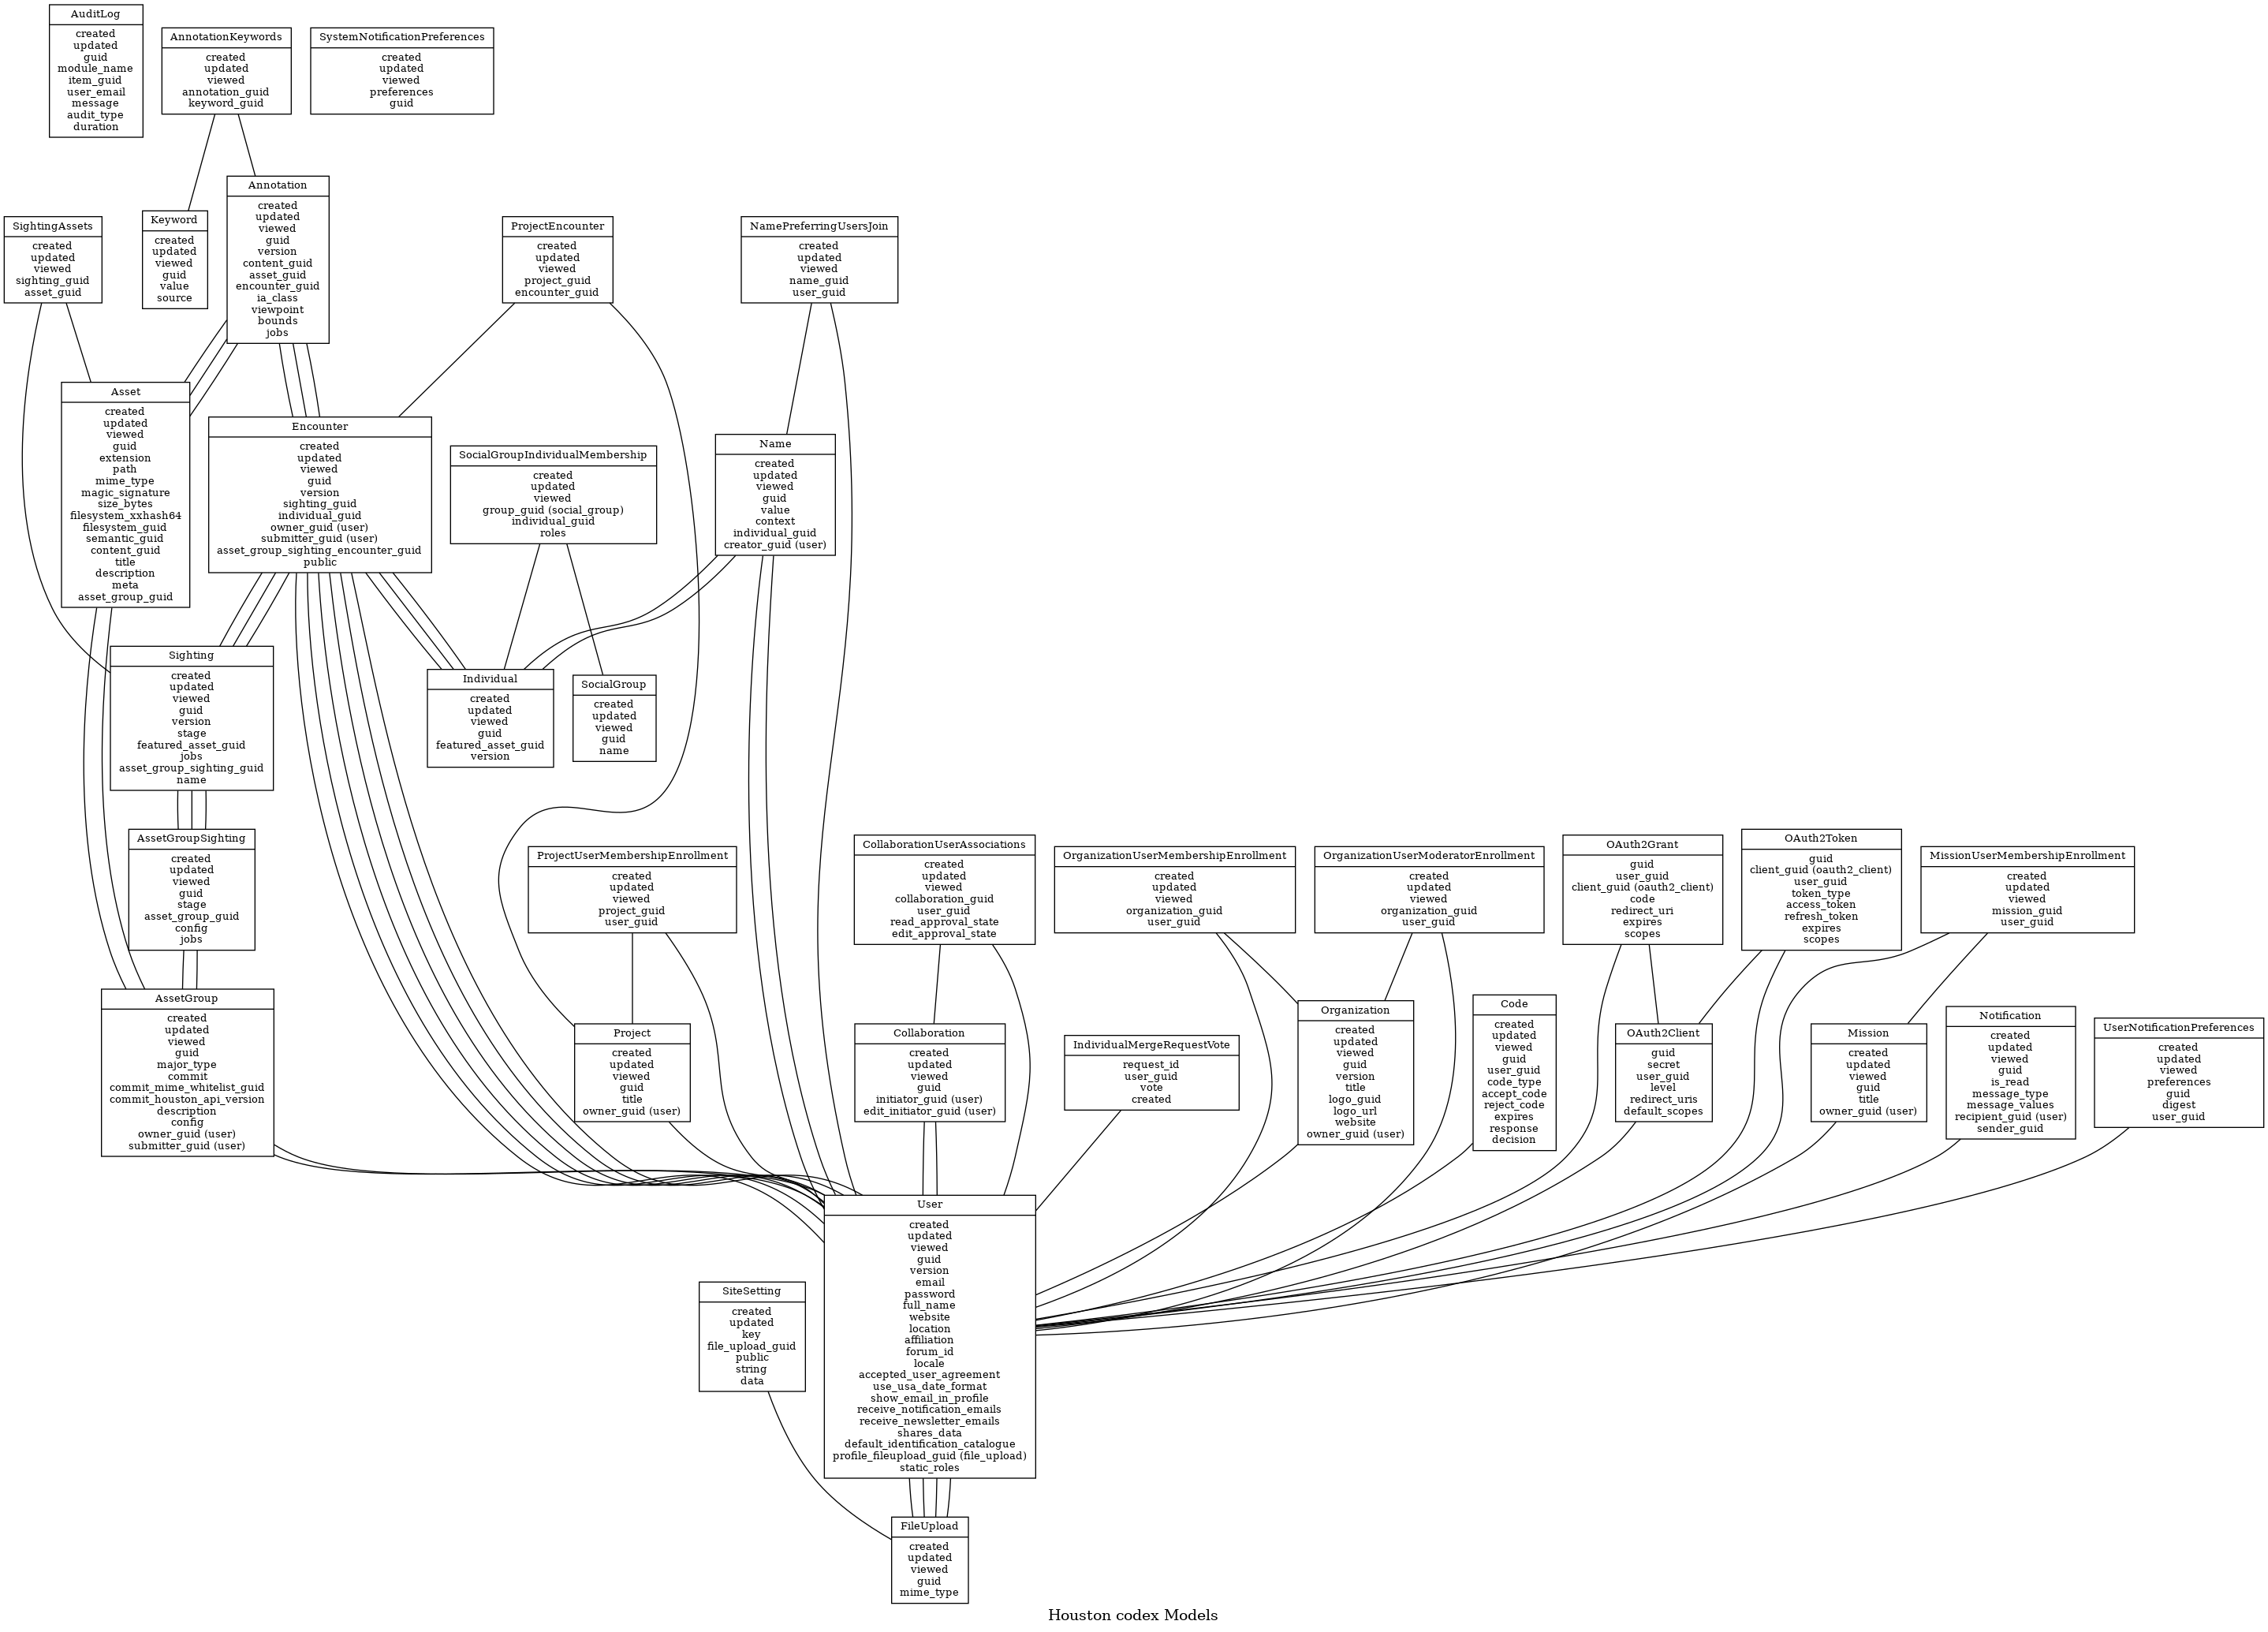 AuditLog
created
updated
guid
module_name
item_guid
user_email
message
audit_type
duration
AnnotationKeywords
created
updated
viewed
annotation_guid
keyword_guid
SystemNotificationPreferences
created
updated
viewed
preferences
guid
SightingAssets
created
updated
viewed
sighting_guid
asset_guid
Keyword
created
updated
viewed
guid
value
source
Annotation
created
updated
viewed
guid
version
content_guid
asset_guid
encounter_guid
ia_class
viewpoint
bounds
jobs
ProjectEncounter
created
updated
viewed
project_guid
encounter_guid
NamePreferringUsersJoin
created
updated
viewed
name_guid
user_guid
Asset
created
updated
viewed
guid
extension
path
mime_type
magic_signature
size_bytes
filesystem_xxhash64
filesystem_guid
semantic_guid
content_guid
title
description
meta
asset_group_guid
Encounter
created
updated
viewed
guid
version
sighting_guid
individual_guid
owner_guid (user)
submitter_guid (user)
asset_group_sighting_encounter_guid
public
SocialGroupIndividualMembership
created
updated
viewed
group_guid (social_group)
individual_guid
roles
Name
created
updated
viewed
guid
value
context
individual_guid
creator_guid (user)
Sighting
created
updated
viewed
guid
version
stage
featured_asset_guid
jobs
asset_group_sighting_guid
name
Individual
created
updated
viewed
guid
featured_asset_guid
version
SocialGroup
created
updated
viewed
guid
name
AssetGroupSighting
created
updated
viewed
guid
stage
asset_group_guid
config
jobs
ProjectUserMembershipEnrollment
created
updated
viewed
project_guid
user_guid
CollaborationUserAssociations
created
updated
viewed
collaboration_guid
user_guid
read_approval_state
edit_approval_state
OrganizationUserMembershipEnrollment
created
updated
viewed
organization_guid
user_guid
OrganizationUserModeratorEnrollment
created
updated
viewed
organization_guid
user_guid
OAuth2Grant
guid
user_guid
client_guid (oauth2_client)
code
redirect_uri
expires
scopes
OAuth2Token
guid
client_guid (oauth2_client)
user_guid
token_type
access_token
refresh_token
expires
scopes
MissionUserMembershipEnrollment
created
updated
viewed
mission_guid
user_guid
AssetGroup
created
updated
viewed
guid
major_type
commit
commit_mime_whitelist_guid
commit_houston_api_version
description
config
owner_guid (user)
submitter_guid (user)
Project
created
updated
viewed
guid
title
owner_guid (user)
Collaboration
created
updated
viewed
guid
initiator_guid (user)
edit_initiator_guid (user)
IndividualMergeRequestVote
request_id
user_guid
vote
created
Organization
created
updated
viewed
guid
version
title
logo_guid
logo_url
website
owner_guid (user)
Code
created
updated
viewed
guid
user_guid
code_type
accept_code
reject_code
expires
response
decision
OAuth2Client
guid
secret
user_guid
level
redirect_uris
default_scopes
Mission
created
updated
viewed
guid
title
owner_guid (user)
Notification
created
updated
viewed
guid
is_read
message_type
message_values
recipient_guid (user)
sender_guid
UserNotificationPreferences
created
updated
viewed
preferences
guid
digest
user_guid
User
created
updated
viewed
guid
version
email
password
full_name
website
location
affiliation
forum_id
locale
accepted_user_agreement
use_usa_date_format
show_email_in_profile
receive_notification_emails
receive_newsletter_emails
shares_data
default_identification_catalogue
profile_fileupload_guid (file_upload)
static_roles
SiteSetting
created
updated
key
file_upload_guid
public
string
data
FileUpload
created
updated
viewed
guid
mime_type
Houston codex Models